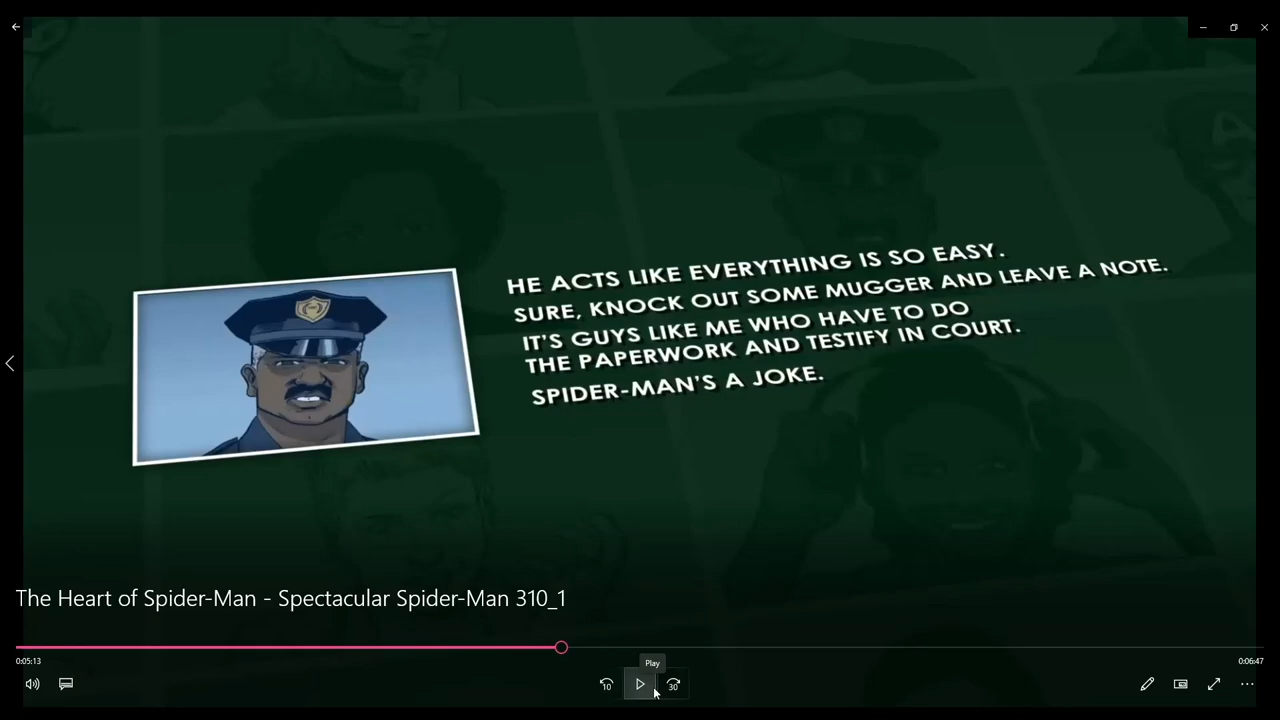 HE ACTS LIKE EVERYTHING IS SO EASY.
SURE, KNOCK OUT SOME MUGGER AND LEAVE A NOTE.
IT'S GUYS LIKE ME WHO HAVE TO DO
THE PAPERWORK AND TESTIFY IN COURT.
SPIDER-MAN'S A JOKE.
The Heart of Spider-Man - Spectacular Spider-Man 310_1
0:05:13
0:06:47
Play
10
30